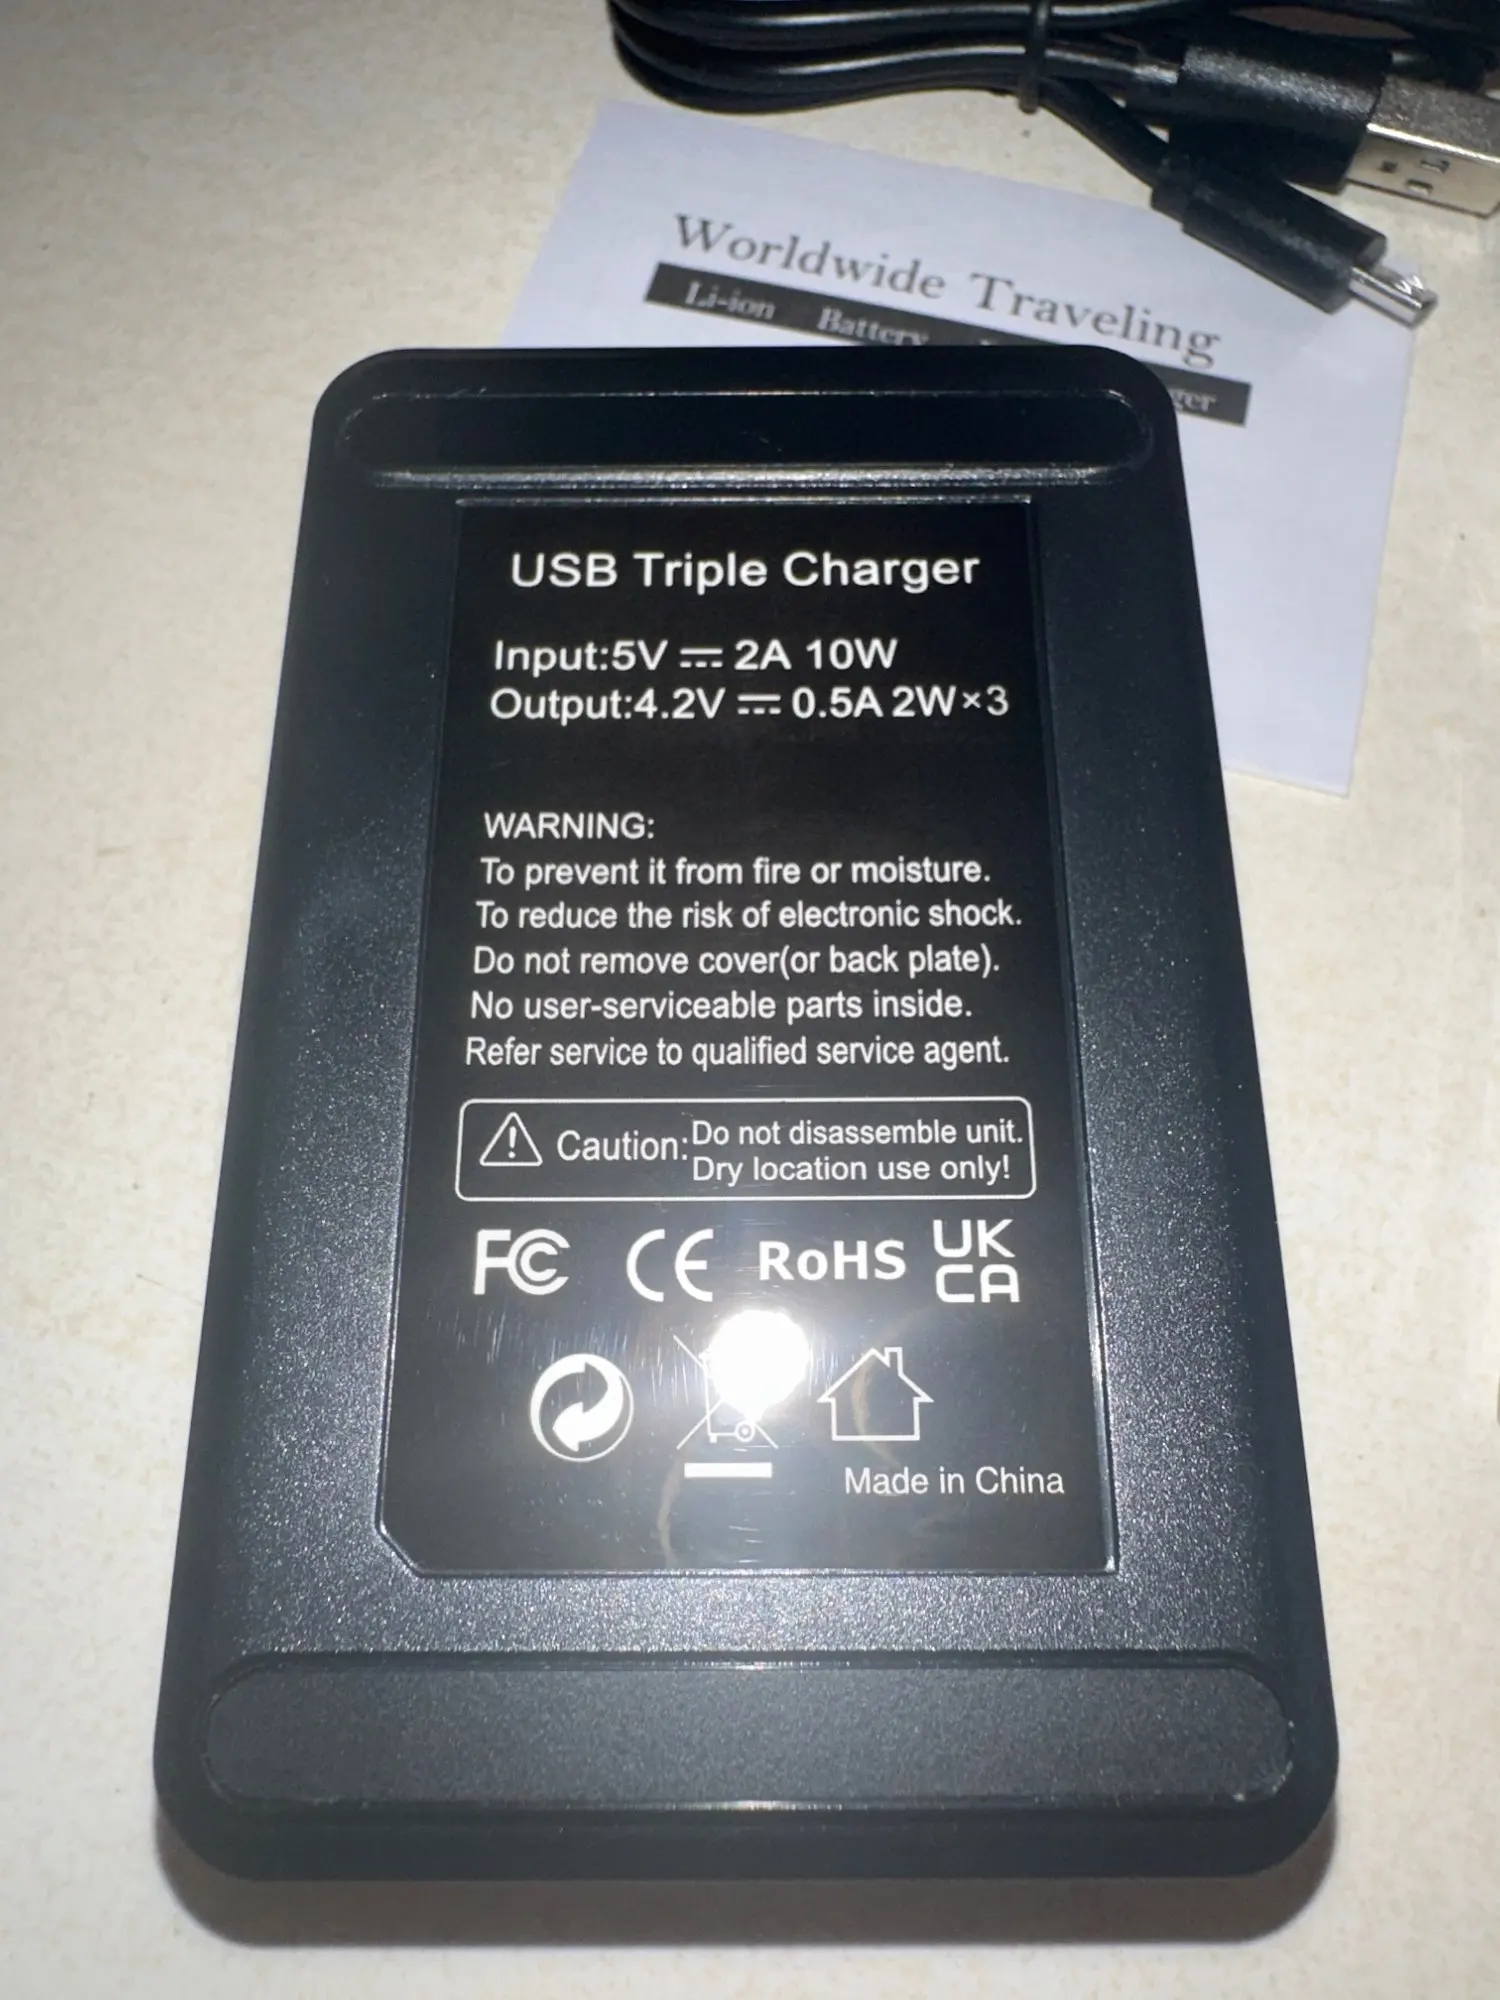 Worldwide Traveling
Li-ion Battery
USB Triple Charger
Input:5V ⎓ 2A 10W
Output:4.2V ⎓ 0.5A 2W×3
WARNING:
To prevent it from fire or moisture.
To reduce the risk of electronic shock.
Do not remove cover(or back plate).
No user-serviceable parts inside.
Refer service to qualified service agent.
Caution: Do not disassemble unit.
Dry location use only!
FC CE RoHS UK
CA
Made in China